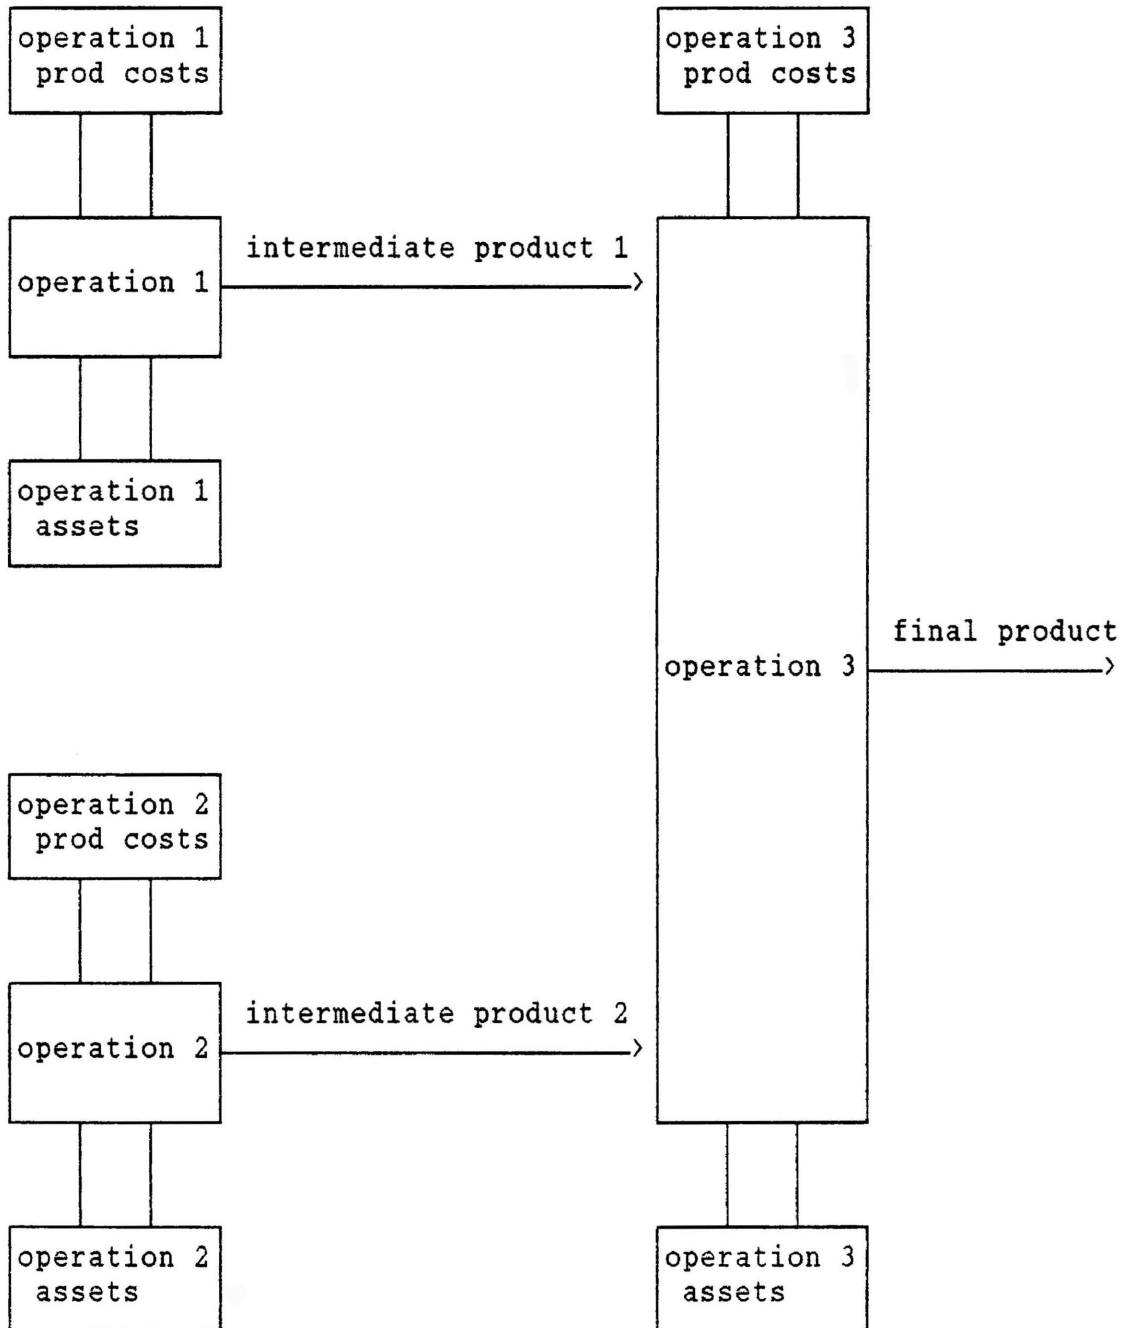 operation 1
prod costs
operation 3
prod costs
intermediate product 1
operation 1
operation 1
assets
final product
operation 3
operation 2
prod costs
intermediate product 2
operation 2
operation 2
assets
operation 3
assets